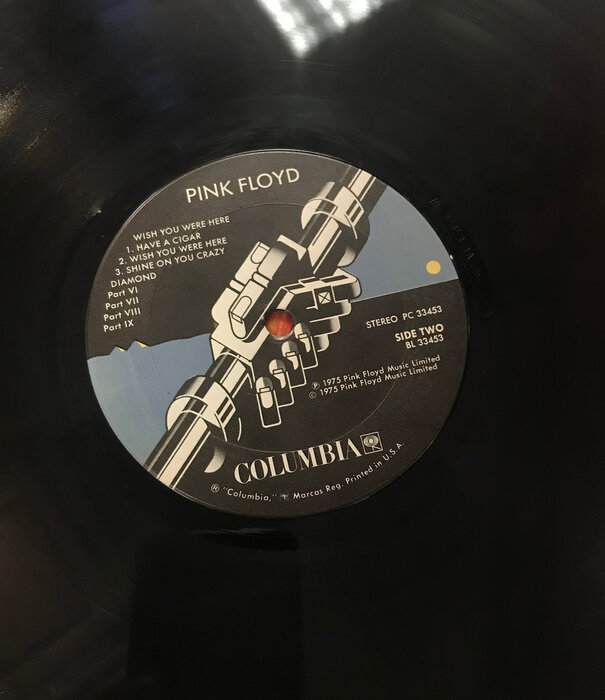 PINK FLOYD
WISH YOU WERE HERE
1. HAVE A CIGAR
2. WISH YOU WERE HERE
3. SHINE ON YOU CRAZY
DIAMOND
Part VI
Part VII
Part VIII
Part IX
STEREO PC 33453
SIDE TWO
BL 33453
℗ 1975 Pink Floyd Music Limited
© 1975 Pink Floyd Music Limited
COLUMBIA
® "Columbia," Marcas Reg. Printed in U.S.A.